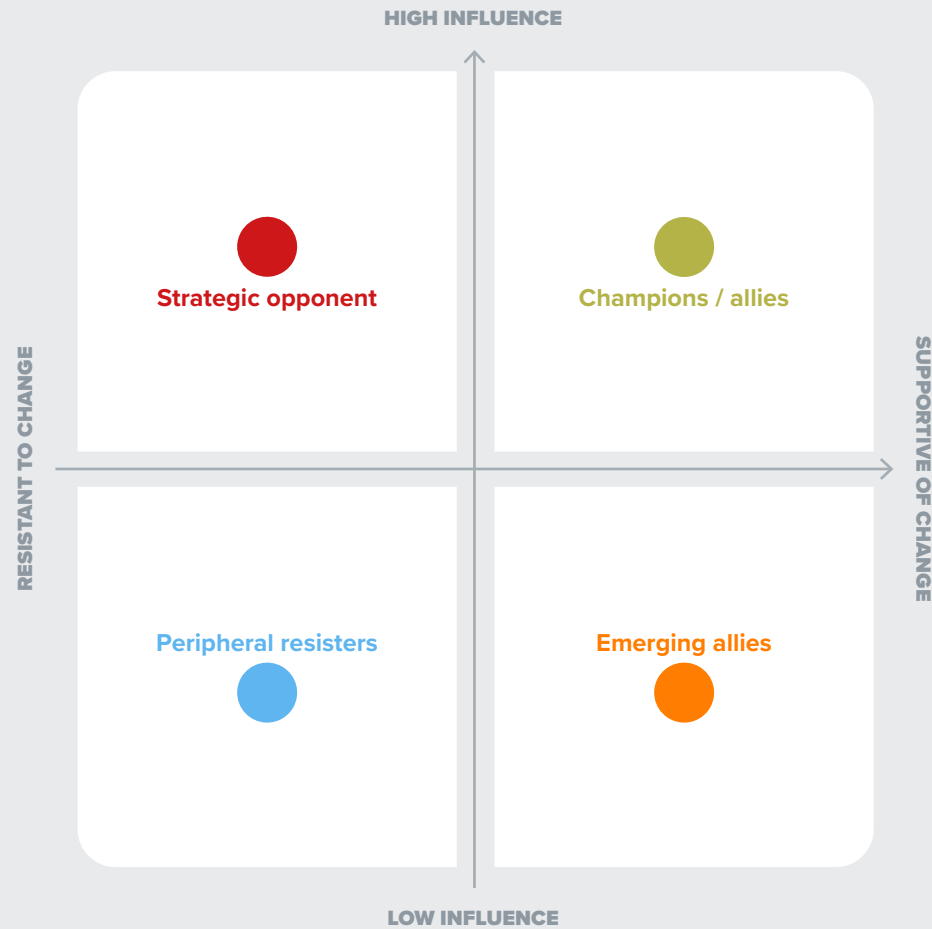 HIGH INFLUENCE
Strategic opponent
Champions / allies
RESISTANT TO CHANGE
SUPPORTIVE OF CHANGE
Peripheral resisters
Emerging allies
LOW INFLUENCE